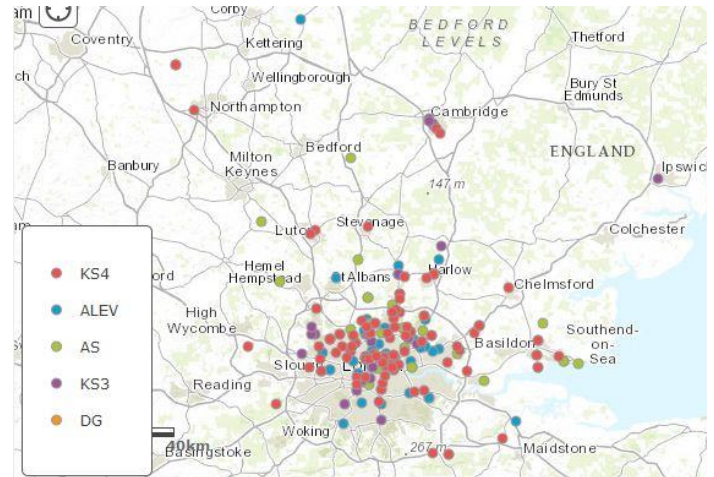 am
Corby
Coventry
Kettering
BEDFORD
LEVELS
Thetford
Wellingborough
Bury St
Edmunds
Northampton
Cambridge
Bedford
ENGLAND
Banbury
Milton
Keynes
147 m
Ipswich
Luton
Stevenage
Colchester
Hemel
Hempstead
St Albans
Harlow
Chelmsford
High
Wycombe
Basildon
Southend-
on-
Sea
Reading
Woking
Basingstoke
267 m
Maidstone
KS4
ALEV
AS
KS3
DG
40km